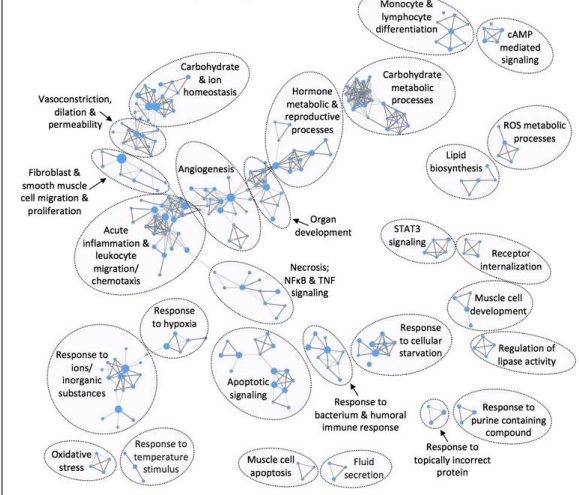 Monocyte &
lymphocyte
differentiation
cAMP
mediated
signaling
Carbohydrate
& ion
homeostasis
Hormone
metabolic &
reproductive
processes
Carbohydrate
metabolic
processes
Vasoconstriction,
dilation &
permeability
ROS metabolic
processes
Lipid
biosynthesis
Fibroblast &
smooth muscle
cell migration &
proliferation
Angiogenesis
Organ
development
Acute
inflammation &
leukocyte
migration/
chemotaxis
STAT3
signaling
Receptor
internalization
Necrosis;
NFκB & TNF
signaling
Muscle cell
development
Response
to hypoxia
Response to
ions/
inorganic
substances
Apoptotic
signaling
Response
to cellular
starvation
Regulation of
lipase activity
Response to
bacterium & humoral
immune response
Response to
purine containing
compound
Response to
topically incorrect
protein
Oxidative
stress
Response to
temperature
stimulus
Muscle cell
apoptosis
Fluid
secretion